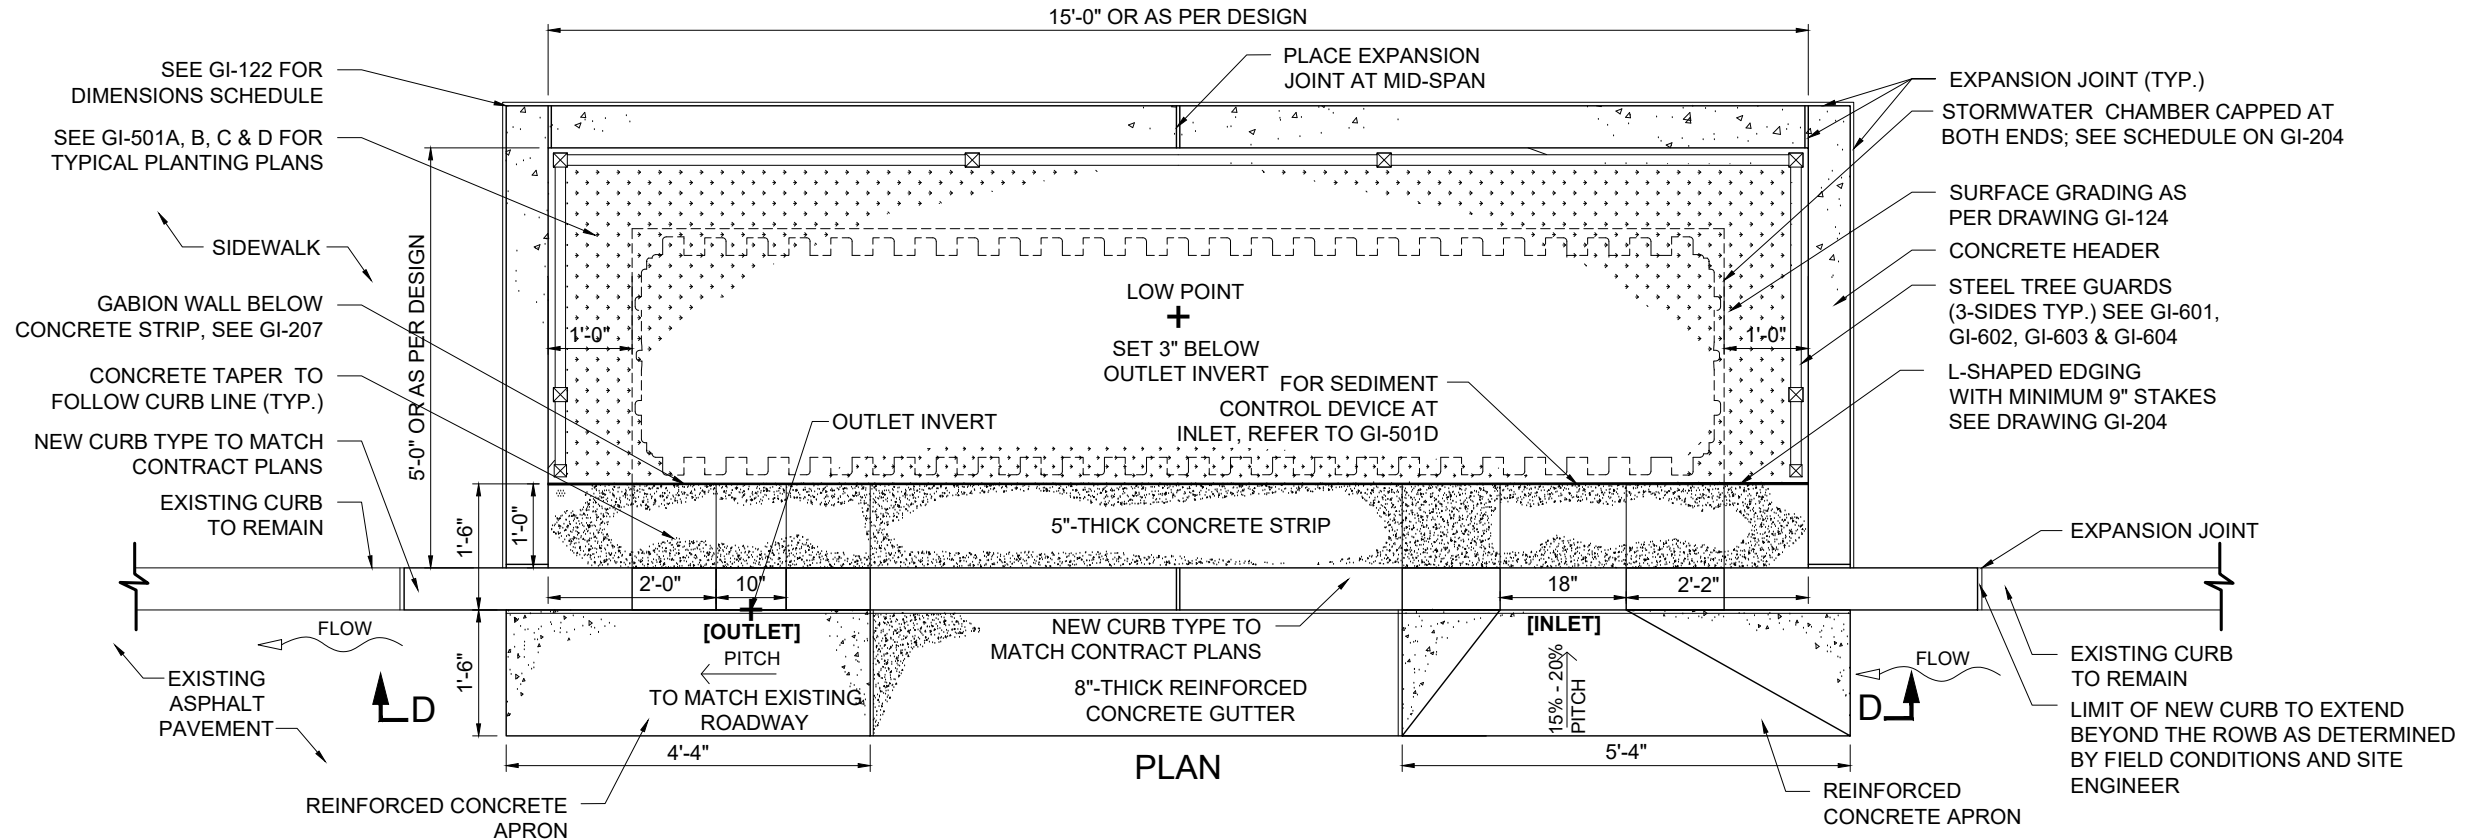 15'-0" OR AS PER DESIGN
SEE GI-122 FOR
DIMENSIONS SCHEDULE
SEE GI-501A, B, C & D FOR
TYPICAL PLANTING PLANS
SIDEWALK
GABION WALL BELOW
CONCRETE STRIP, SEE GI-207
CONCRETE TAPER TO
FOLLOW CURB LINE (TYP.)
NEW CURB TYPE TO MATCH
CONTRACT PLANS
EXISTING CURB
TO REMAIN
5'-0" OR AS PER DESIGN
PLACE EXPANSION
JOINT AT MID-SPAN
EXPANSION JOINT (TYP.)
STORMWATER CHAMBER CAPPED AT
BOTH ENDS; SEE SCHEDULE ON GI-204
SURFACE GRADING AS
PER DRAWING GI-124
CONCRETE HEADER
STEEL TREE GUARDS
(3-SIDES TYP.) SEE GI-601,
GI-602, GI-603 & GI-604
L-SHAPED EDGING
WITH MINIMUM 9" STAKES
SEE DRAWING GI-204
1'-0"
LOW POINT
SET 3" BELOW
OUTLET INVERT
1'-0"
FOR SEDIMENT
CONTROL DEVICE AT
INLET, REFER TO GI-501D
OUTLET INVERT
1'-6"
1'-0"
5"-THICK CONCRETE STRIP
EXPANSION JOINT
2'-0"
10"
18"
2'-2"
FLOW
[OUTLET]
PITCH
TO MATCH EXISTING
ROADWAY
1'-6"
NEW CURB TYPE TO
MATCH CONTRACT PLANS
8"-THICK REINFORCED
CONCRETE GUTTER
[INLET]
15% - 20%
PITCH
FLOW
EXISTING
ASPHALT
PAVEMENT
D
D
EXISTING CURB
TO REMAIN
LIMIT OF NEW CURB TO EXTEND
BEYOND THE ROWB AS DETERMINED
BY FIELD CONDITIONS AND SITE
ENGINEER
4'-4"
5'-4"
PLAN
REINFORCED CONCRETE
APRON
REINFORCED
CONCRETE APRON